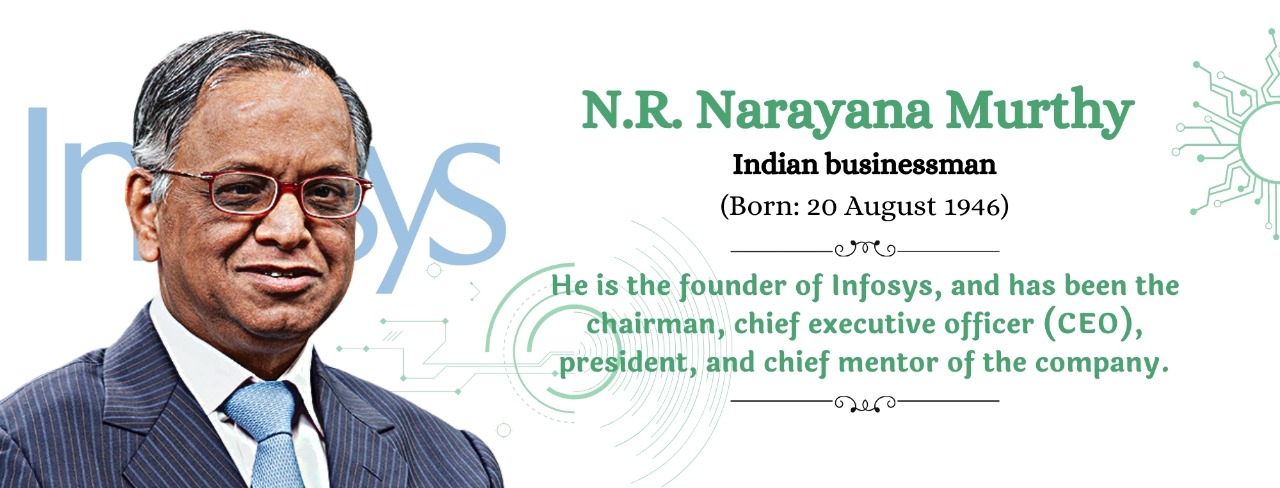 Infosys
N.R. Narayana Murthy
Indian businessman
(Born: 20 August 1946)
He is the founder of Infosys, and has been the
chairman, chief executive officer (CEO),
president, and chief mentor of the company.